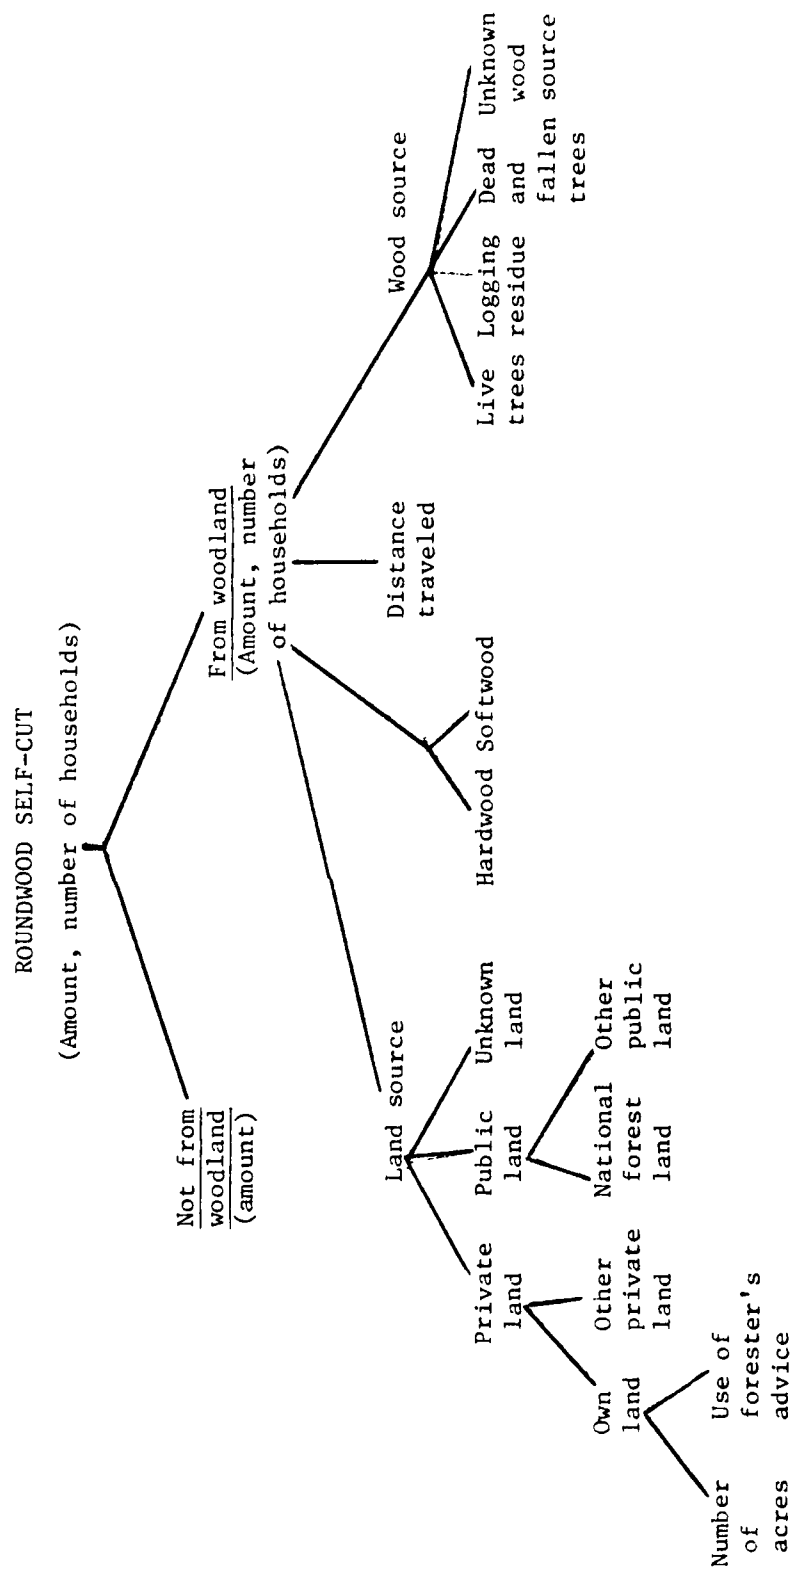 ROUNDWOOD SELF-CUT
(Amount, number of households)
Not from
woodland
(amount)
From woodland
(Amount, number
of households)
Land source
Private
land
Own
land
Number
of
acres
Use of
forester's
advice
Other
private
land
Public
land
National
forest
land
Other
public
land
Unknown
land
Hardwood
Softwood
Distance
traveled
Wood source
Live
trees
Logging
residue
Dead
and
fallen
trees
Unknown
wood
source